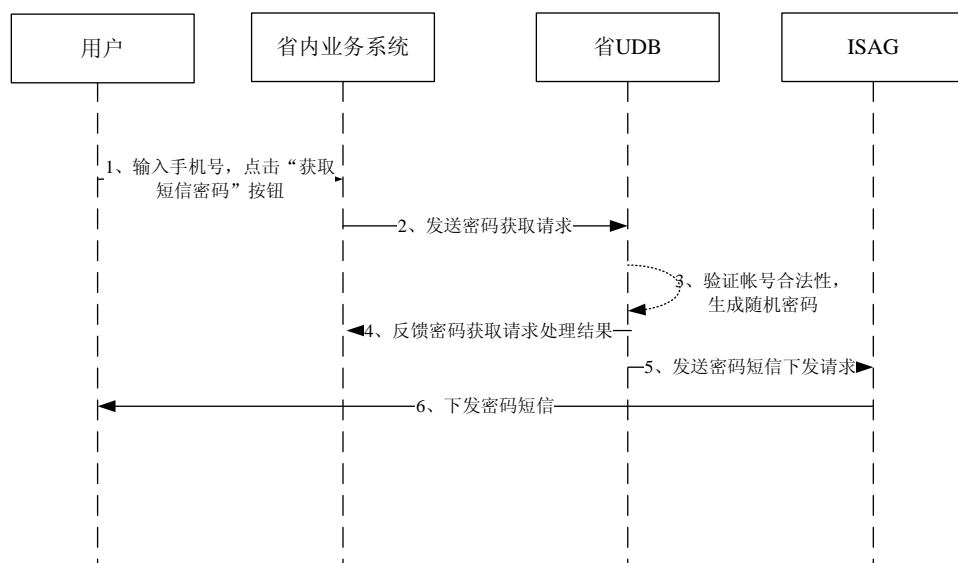 用户
省内业务系统
省UDB
ISAG
1、输入手机号，点击“获取
短信密码”按钮
2、发送密码获取请求
3、验证帐号合法性，
生成随机密码
4、反馈密码获取请求处理结果
5、发送密码短信下发请求
6、下发密码短信